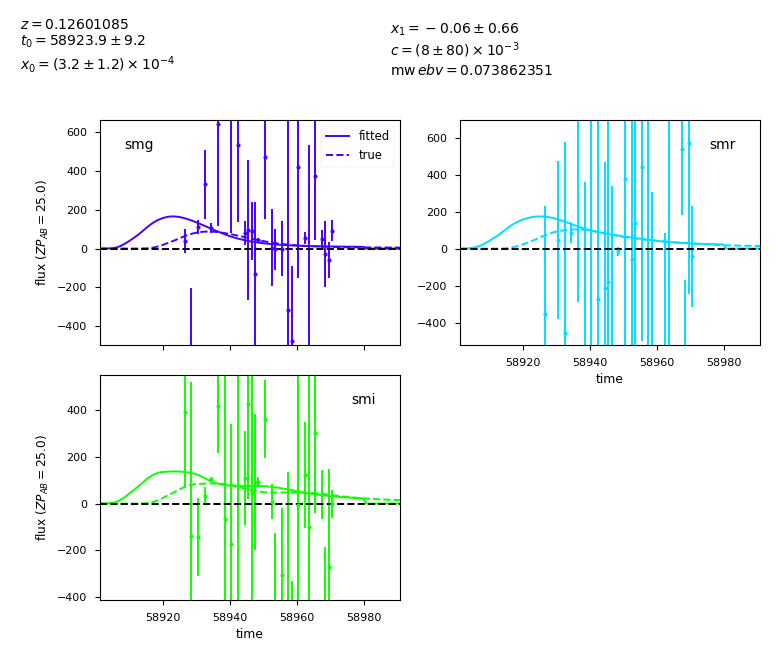 z = 0.12601085
t₀ = 58923.9 ± 9.2
x₀ = (3.2 ± 1.2) × 10⁻⁴
x₁ = −0.06 ± 0.66
c = (8 ± 80) × 10⁻³
mw ebv = 0.073862351
smg
fitted
true
600
400
200
0
−200
−400
flux (ZP_AB = 25.0)
smr
600
400
200
0
−200
−400
58920 58940 58960 58980
time
smi
400
200
0
−200
−400
flux (ZP_AB = 25.0)
58920 58940 58960 58980
time